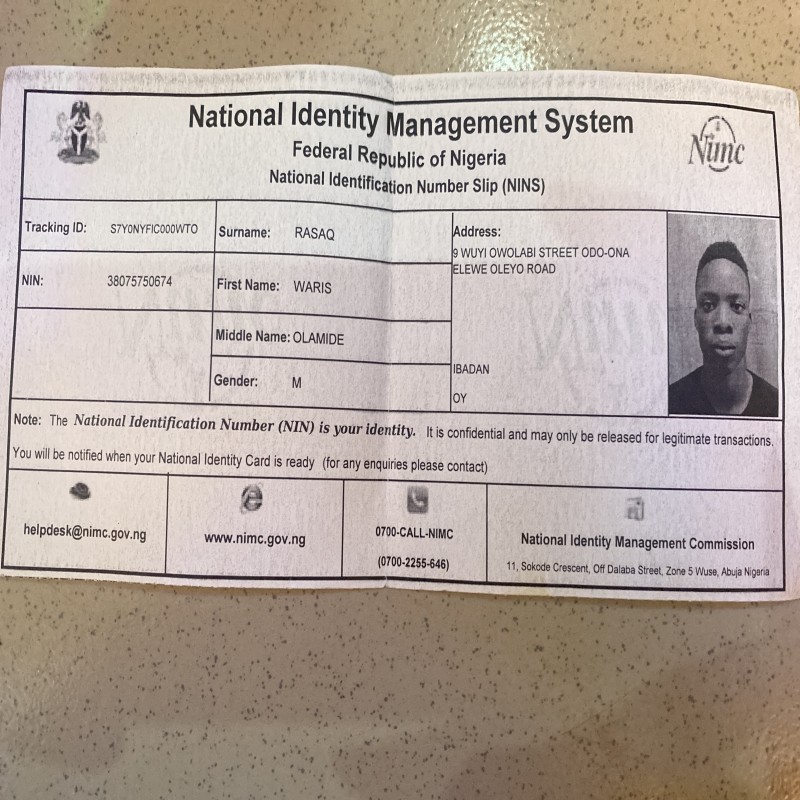 National Identity Management System
Federal Republic of Nigeria
National Identification Number Slip (NINS)
Nimc
Tracking ID: S7Y0NYFIC000WTO
Surname: RASAQ
Address:
9 WUYI OWOLABI STREET ODO-ONA
ELEWE OLEYO ROAD
NIN: 38075750674
First Name: WARIS
Middle Name: OLAMIDE
IBADAN
Gender: M
OY
Note: The National Identification Number (NIN) is your identity. It is confidential and may only be released for legitimate transactions.
You will be notified when your National Identity Card is ready (for any enquiries please contact)
helpdesk@nimc.gov.ng
www.nimc.gov.ng
0700-CALL-NIMC
(0700-2255-646)
National Identity Management Commission
11, Sokode Crescent, Off Dalaba Street, Zone 5 Wuse, Abuja Nigeria